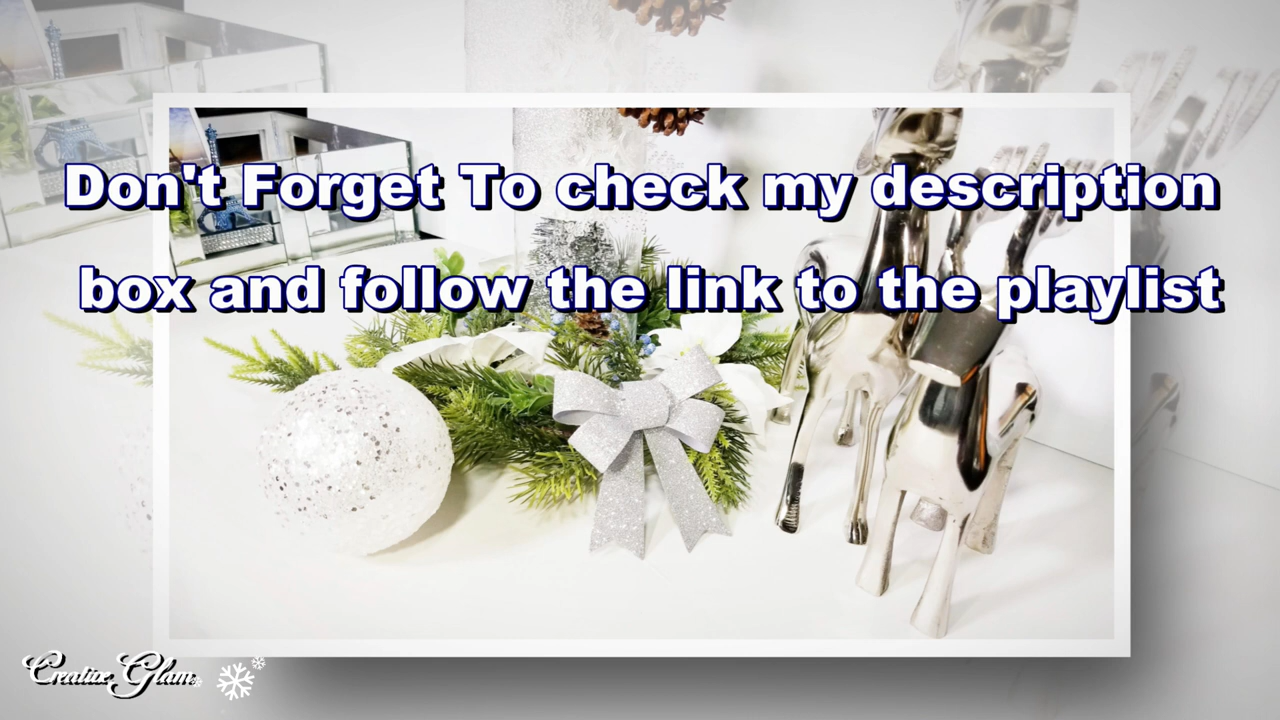 Don't Forget To check my description
box and follow the link to the playlist
Creative Glam